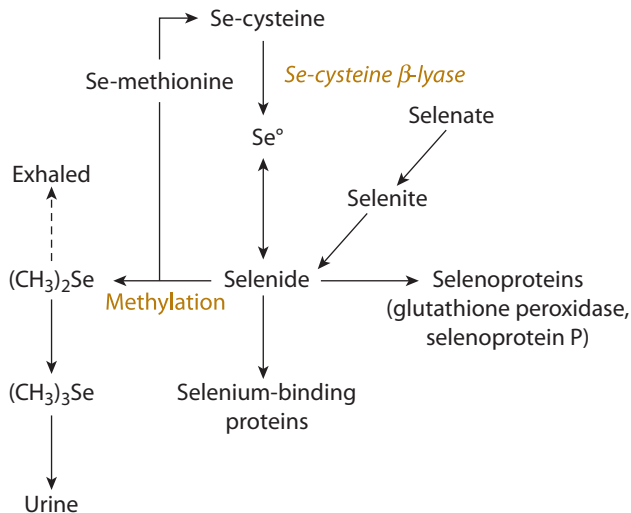 Se-cysteine
Se-methionine
Se-cysteine β-lyase
Selenate
Se°
Exhaled
Selenite
(CH₃)₂Se
Methylation
Selenide
Selenoproteins
(glutathione peroxidase,
selenoprotein P)
(CH₃)₃Se
Selenium-binding
proteins
Urine